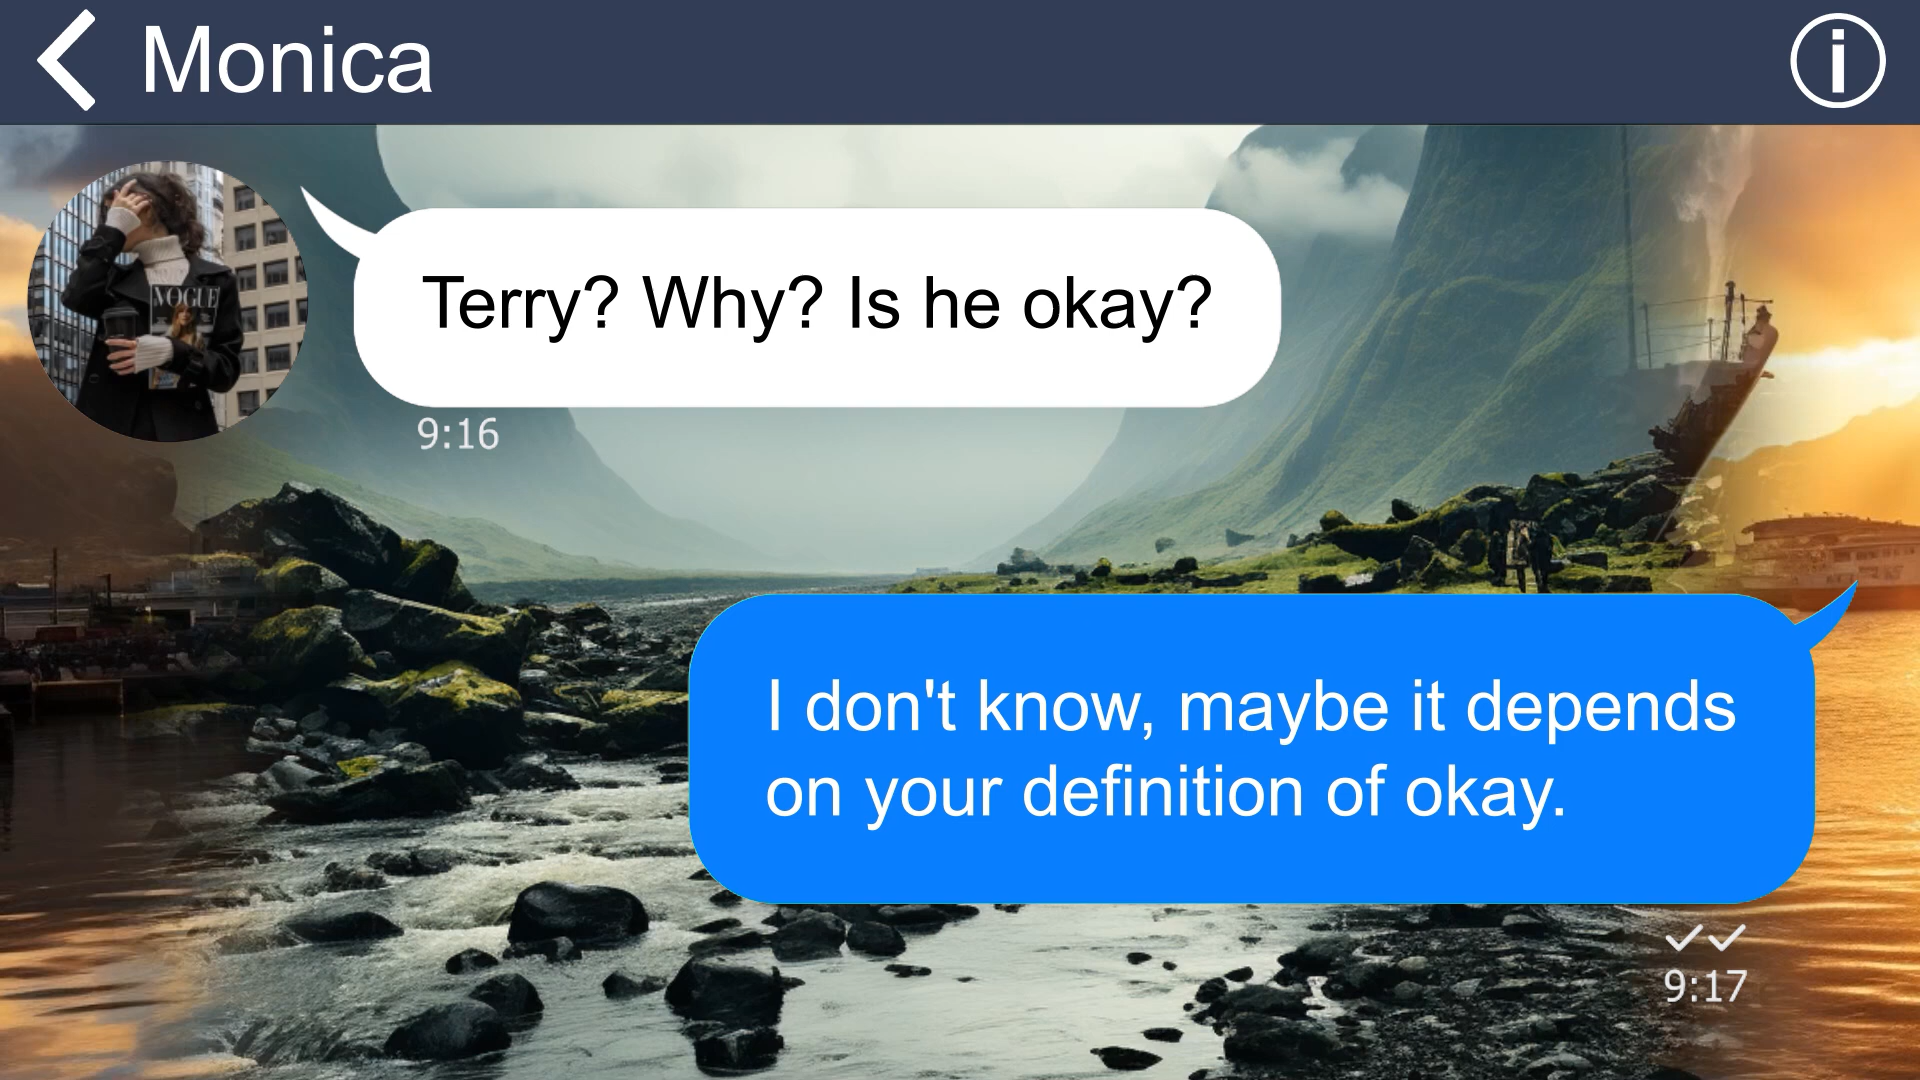 Monica
VOGUE
Terry? Why? Is he okay?
9:16
I don't know, maybe it depends
on your definition of okay.
9:17